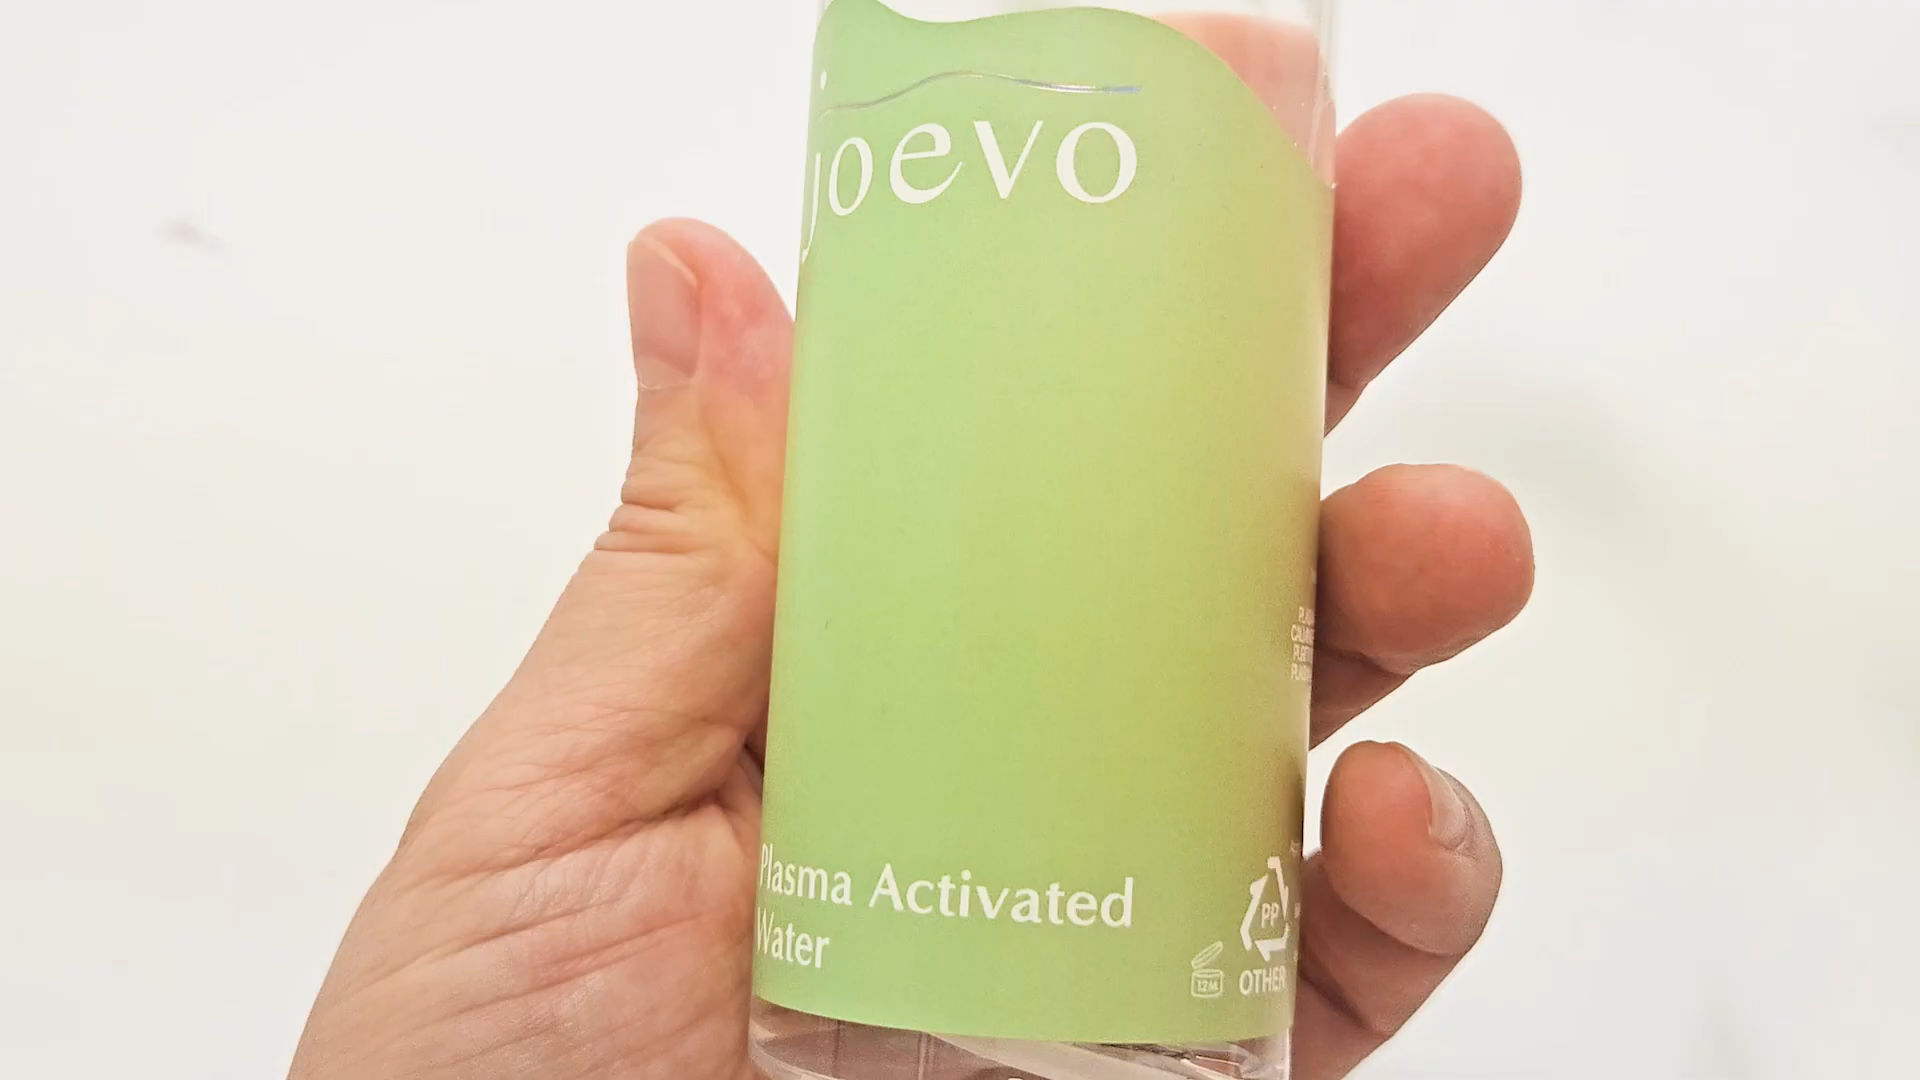 joevo
Plasma Activated
Water
PP
OTHER
12M